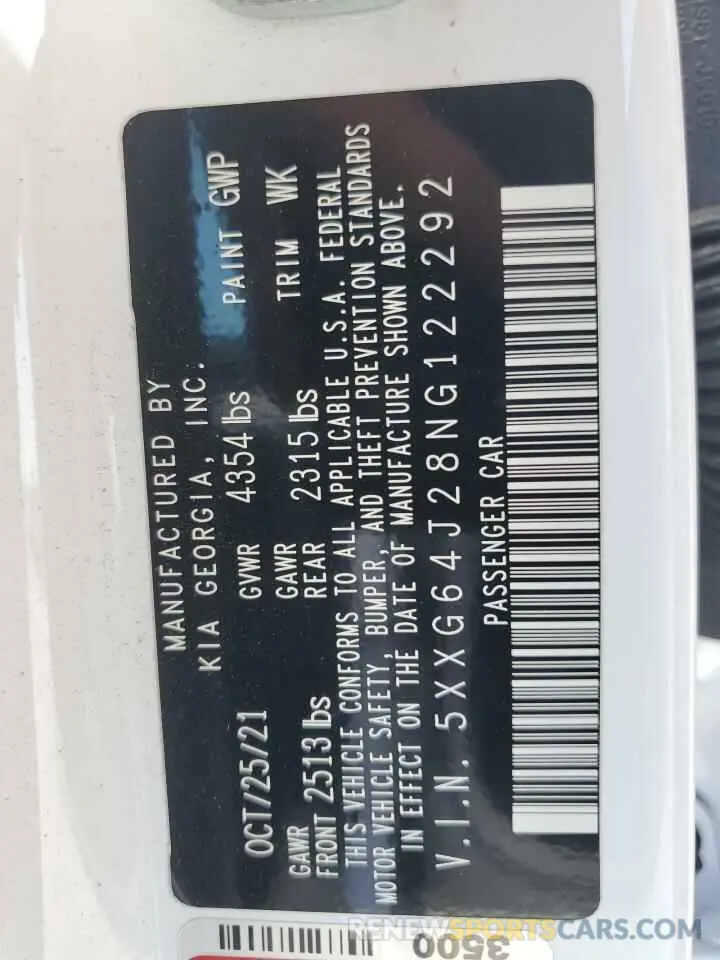 MANUFACTURED BY
KIA GEORGIA, INC.
OCT/25/21 GVWR 4354 lbs PAINT GWP
GAWR GAWR
FRONT 2513 lbs REAR 2315 lbs TRIM WK
THIS VEHICLE CONFORMS TO ALL APPLICABLE U.S.A. FEDERAL
MOTOR VEHICLE SAFETY, BUMPER, AND THEFT PREVENTION STANDARDS
IN EFFECT ON THE DATE OF MANUFACTURE SHOWN ABOVE.
V.I.N. 5XXG64J28NG122292
PASSENGER CAR
3500
RENEWSPORTSCARS.COM